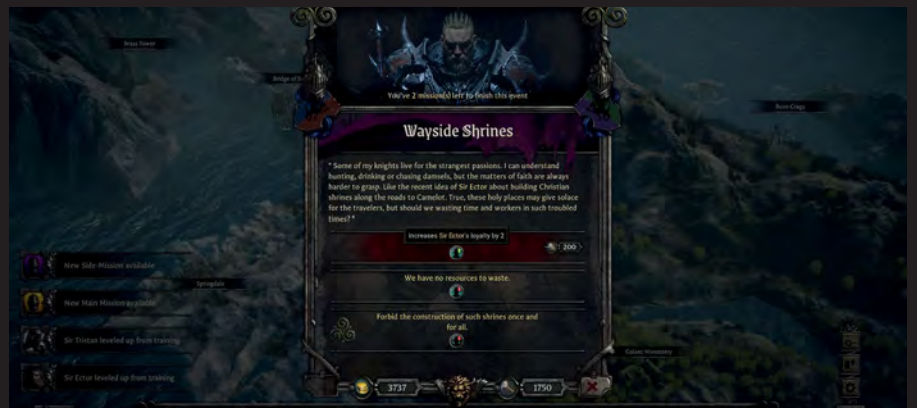 Brass Tower
Bridge of
You've 2 mission(s) left to finish this event
Wayside Shrines
" Some of my knights live for the strangest passions. I can understand
hunting, drinking or chasing damsels, but the matters of faith are always
harder to grasp. Like the recent idea of Sir Ector about building Christian
shrines along the roads to Camelot. True, these holy places may give solace
for the travelers, but should we wasting time and workers in such troubled
times? "
Increases Sir Ector's loyalty by 2
200
We have no resources to waste.
Forbid the construction of such shrines once and
for all.
New Side-Mission available
New Main Mission available
Sir Tristan leveled up from training
Sir Ector leveled up from training
3737
1750